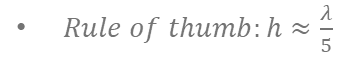 • Rule of thumb: h ≈ λ/5